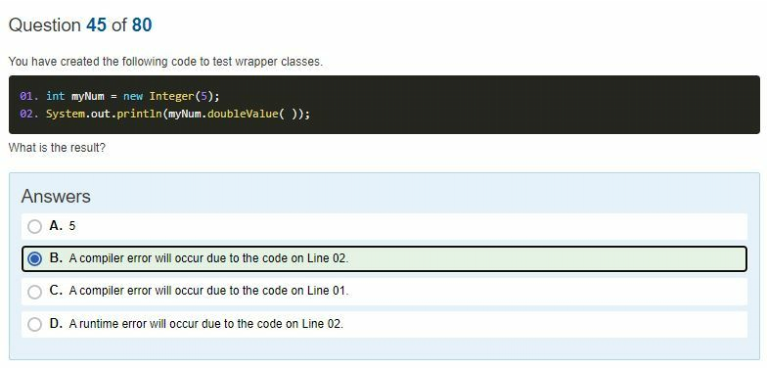 Question 45 of 80
You have created the following code to test wrapper classes.
01. int myNum = new Integer(5);
02. System.out.println(myNum.doubleValue( ));
What is the result?
Answers
A. 5
B. A compiler error will occur due to the code on Line 02.
C. A compiler error will occur due to the code on Line 01.
D. A runtime error will occur due to the code on Line 02.